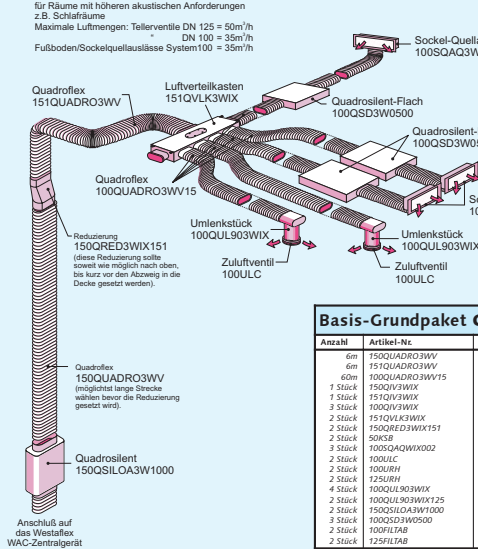 für Räume mit höheren akustischen Anforderungen
z.B. Schlafräume
Maximale Luftmengen: Tellerventile DN 125 = 50m³/h
" DN 100 = 35m³/h
Fußboden/Sockelquellauslässe System100 = 35m³/h
Sockel-Quella
100SQAQ3W
Quadroflex
151QUADRO3WV
Luftverteilkasten
151QVLK3WIX
Quadrosilent-Flach
100QSD3W0500
Quadrosilent-
100QSD3W05
Quadroflex
100QUADRO3WV15
So
10
Reduzierung
150QRED3WIX151
(diese Reduzierung sollte
soweit wie möglich nach oben,
bis kurz vor den Abzweig in die
Decke gesetzt werden).
Umlenkstück
100QUL903WIX
Umlenkstück
100QUL903WIX
Zuluftventil
100ULC
Zuluftventil
100ULC
Quadroflex
150QUADRO3WV
(möglichst lange Strecke
wählen bevor die Reduzierung
gesetzt wird).
Quadrosilent
150QSILOA3W1000
Anschluß auf
das Westaflex
WAC-Zentralgerät
Basis-Grundpaket
Anzahl Artikel-Nr.
6m 150QUADRO3WV
6m 151QUADRO3WV
60m 100QUADRO3WV15
1 Stück 150QIV3WIX
1 Stück 151QIV3WIX
3 Stück 100QIV3WIX
2 Stück 151QVLK3WIX
2 Stück 150QRED3WIX151
2 Stück 50KSB
3 Stück 100SQAQWIX002
2 Stück 100ULC
2 Stück 100URH
2 Stück 125URH
4 Stück 100QUL903WIX
2 Stück 100QUL903WIX125
2 Stück 150QSILOA3W1000
3 Stück 100QSD3W0500
2 Stück 100FILTAB
2 Stück 125FILTAB